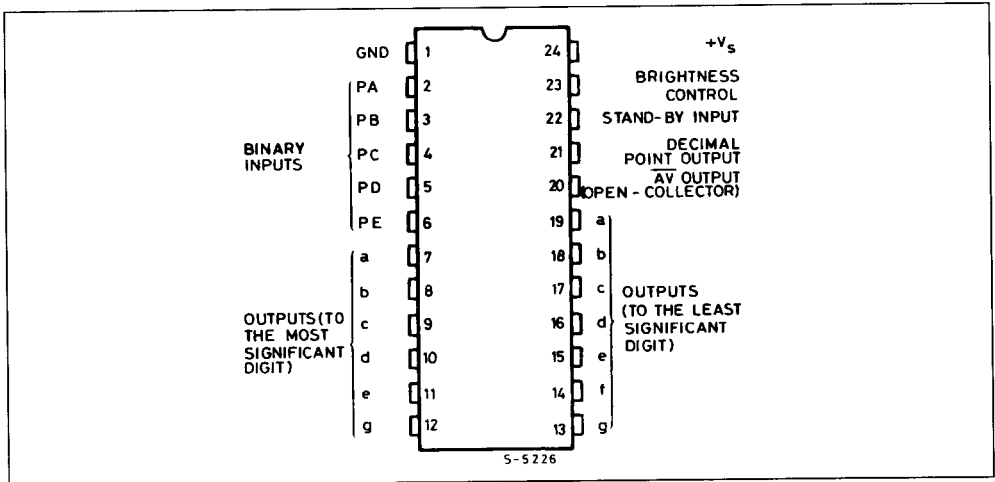 GND 1
PA 2
PB 3
PC 4
PD 5
PE 6
BINARY
INPUTS
a 7
b 8
c 9
d 10
e 11
g 12
OUTPUTS(TO
THE MOST
SIGNIFICANT
DIGIT)
24 +Vs
23 BRIGHTNESS
CONTROL
22 STAND-BY INPUT
21 DECIMAL
POINT OUTPUT
20 AV OUTPUT
(OPEN-COLLECTOR)
19 a
18 b
17 c
16 d
15 e
14 f
13 g
OUTPUTS
(TO THE LEAST
SIGNIFICANT
DIGIT)
S-5226